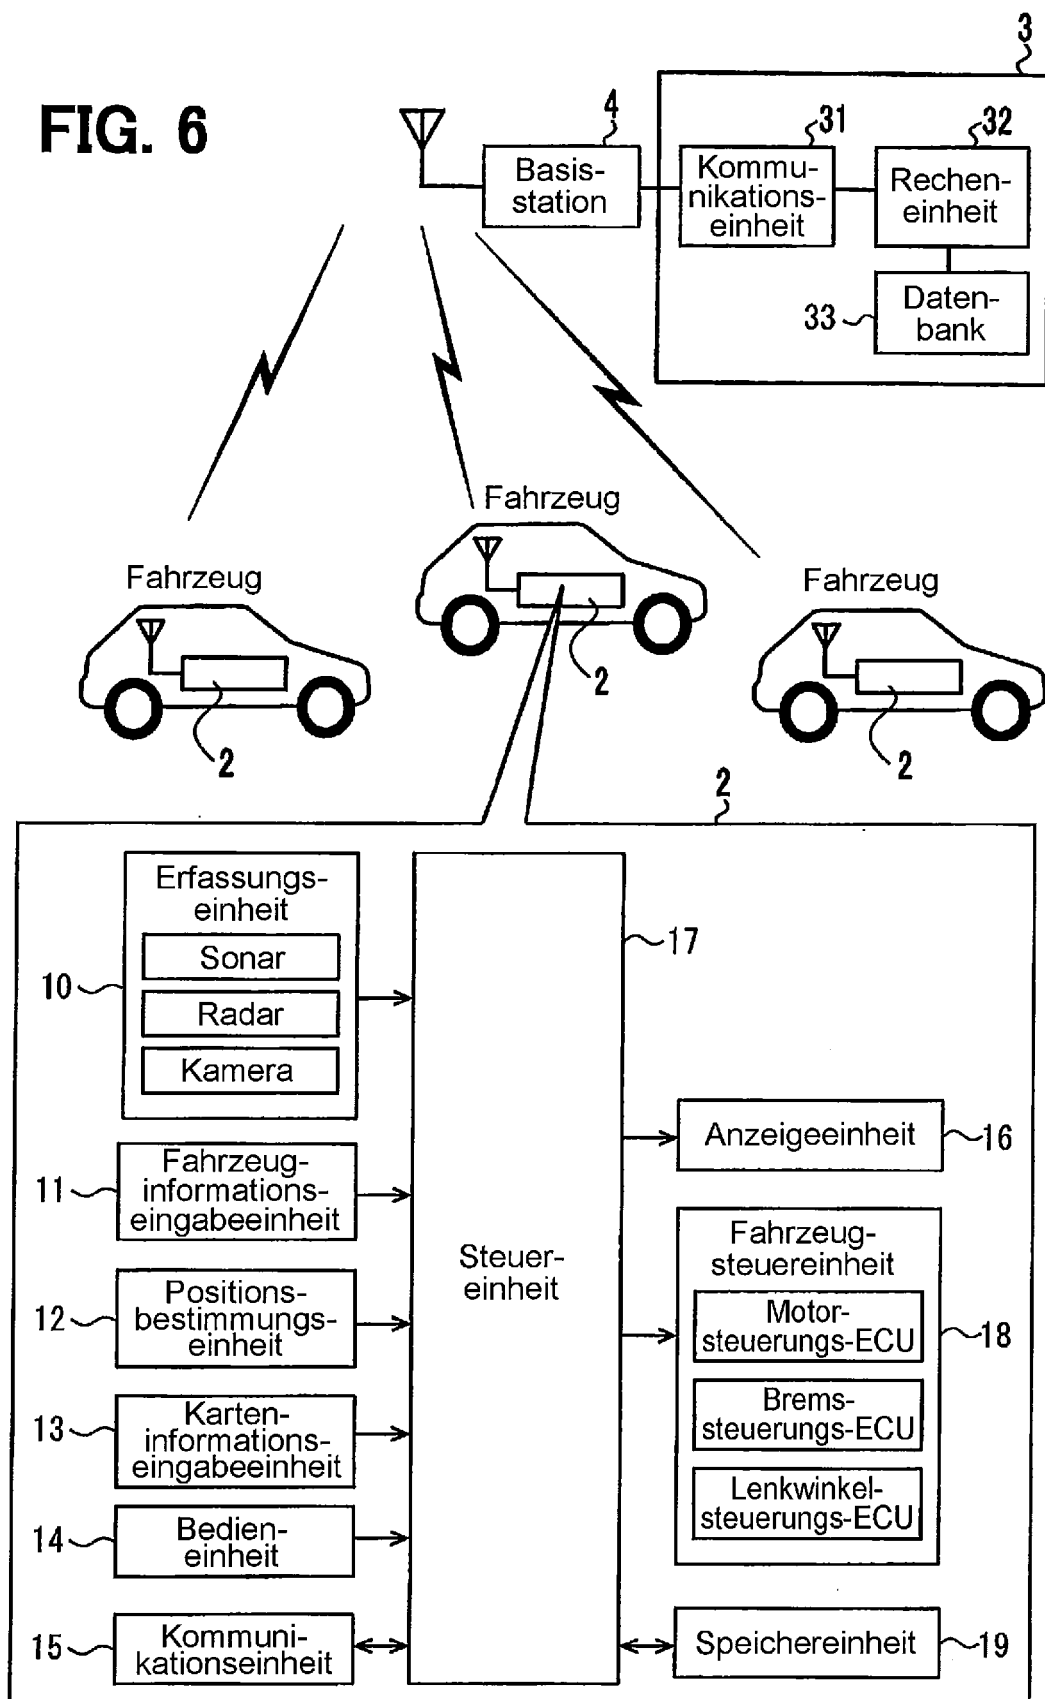 FIG. 6
3
4
Basis-
station
31
Kommu-
nikations-
einheit
32
Rechen-
einheit
33
Daten-
bank
Fahrzeug
2
Fahrzeug
2
Fahrzeug
2
2
10
Erfassungs-
einheit
Sonar
Radar
Kamera
11
Fahrzeug-
informations-
eingabeeinheit
12
Positions-
bestimmungs-
einheit
13
Karten-
informations-
eingabeeinheit
14
Bedien-
einheit
15
Kommuni-
kationseinheit
Steuer-
einheit
17
Anzeigeeinheit
16
Fahrzeug-
steuereinheit
Motor-
steuerungs-ECU
Brems-
steuerungs-ECU
Lenkwinkel-
steuerungs-ECU
18
Speichereinheit
19